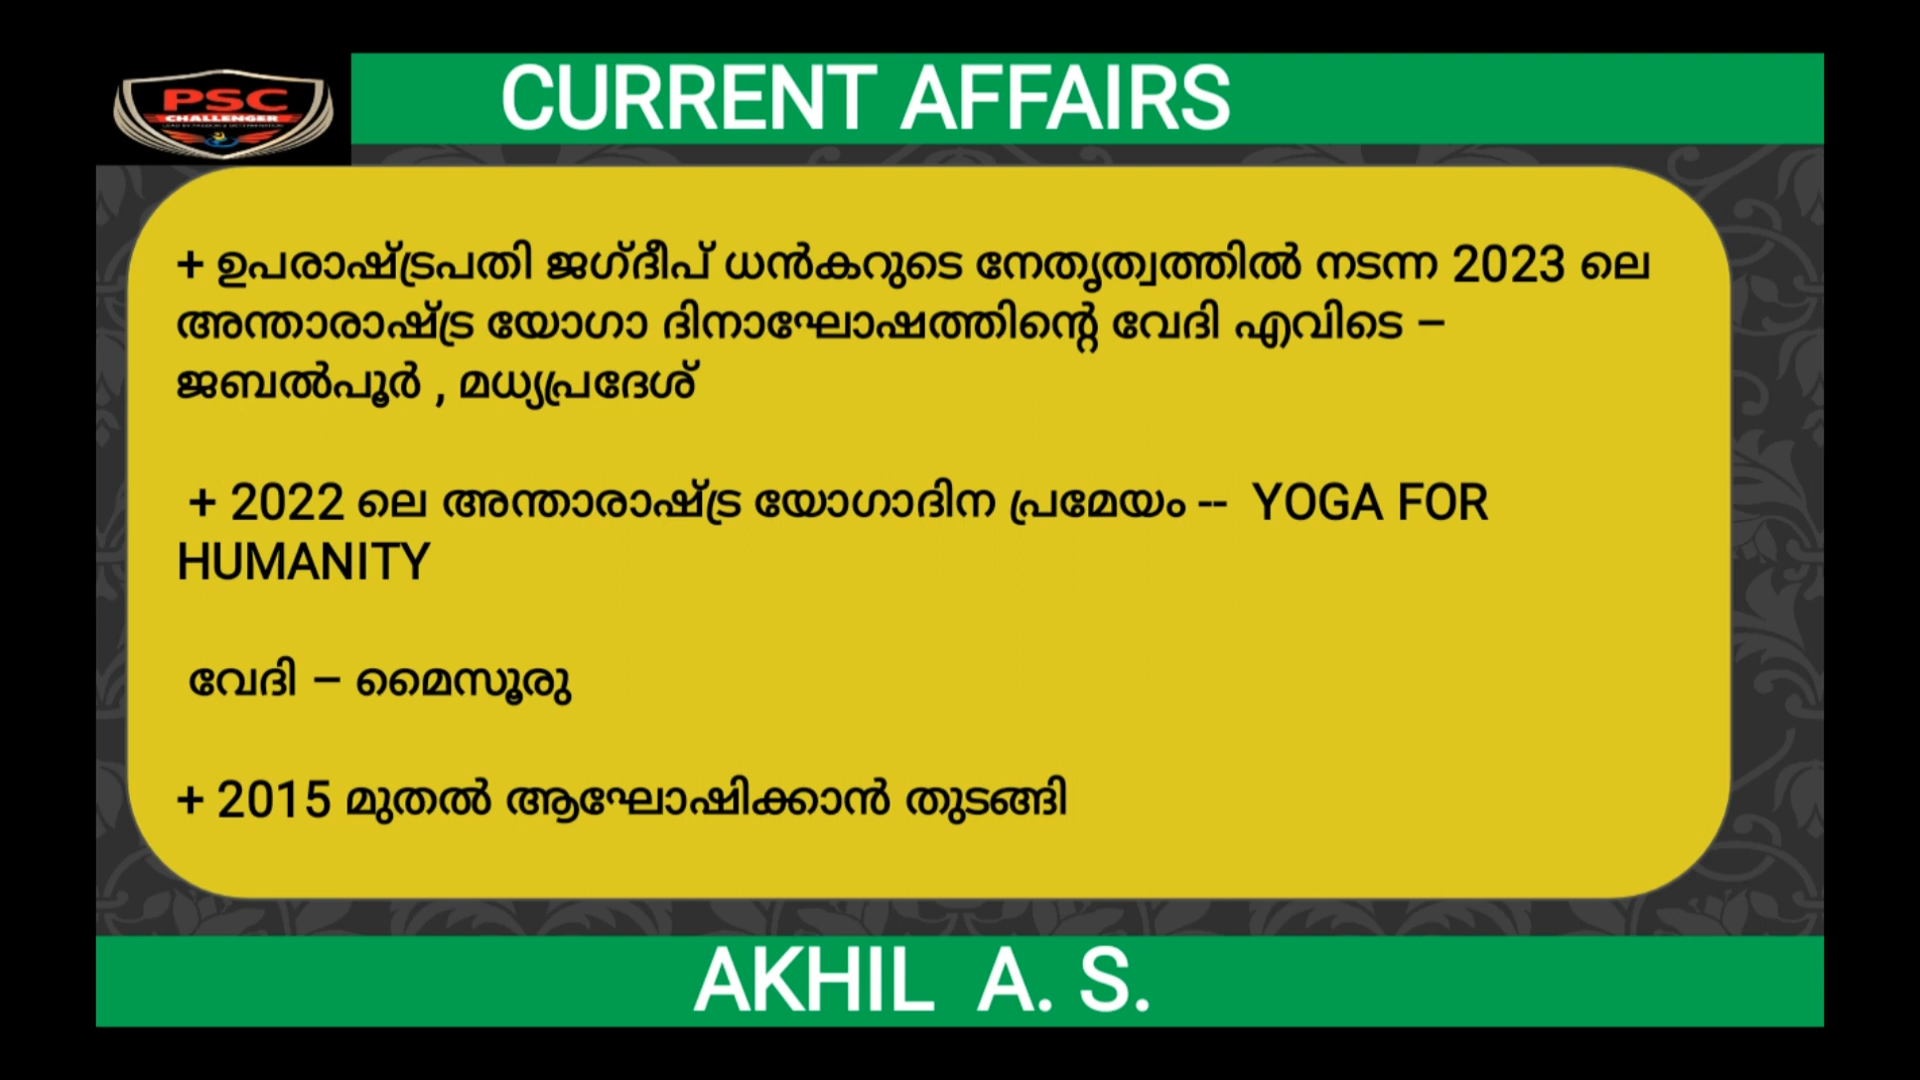 PSC
CHALLENGER
CURRENT AFFAIRS
+ ഉപരാഷ്ട്രപതി ജഗ്ദീപ് ധൻകറുടെ നേതൃത്വത്തിൽ നടന്ന 2023 ലെ
അന്താരാഷ്ട്ര യോഗാ ദിനാഘോഷത്തിന്റെ വേദി എവിടെ –
ജബൽപൂർ , മധ്യപ്രദേശ്
+ 2022 ലെ അന്താരാഷ്ട്ര യോഗാദിന പ്രമേയം -- YOGA FOR
HUMANITY
വേദി – മൈസൂരു
+ 2015 മുതൽ ആഘോഷിക്കാൻ തുടങ്ങി
AKHIL A. S.